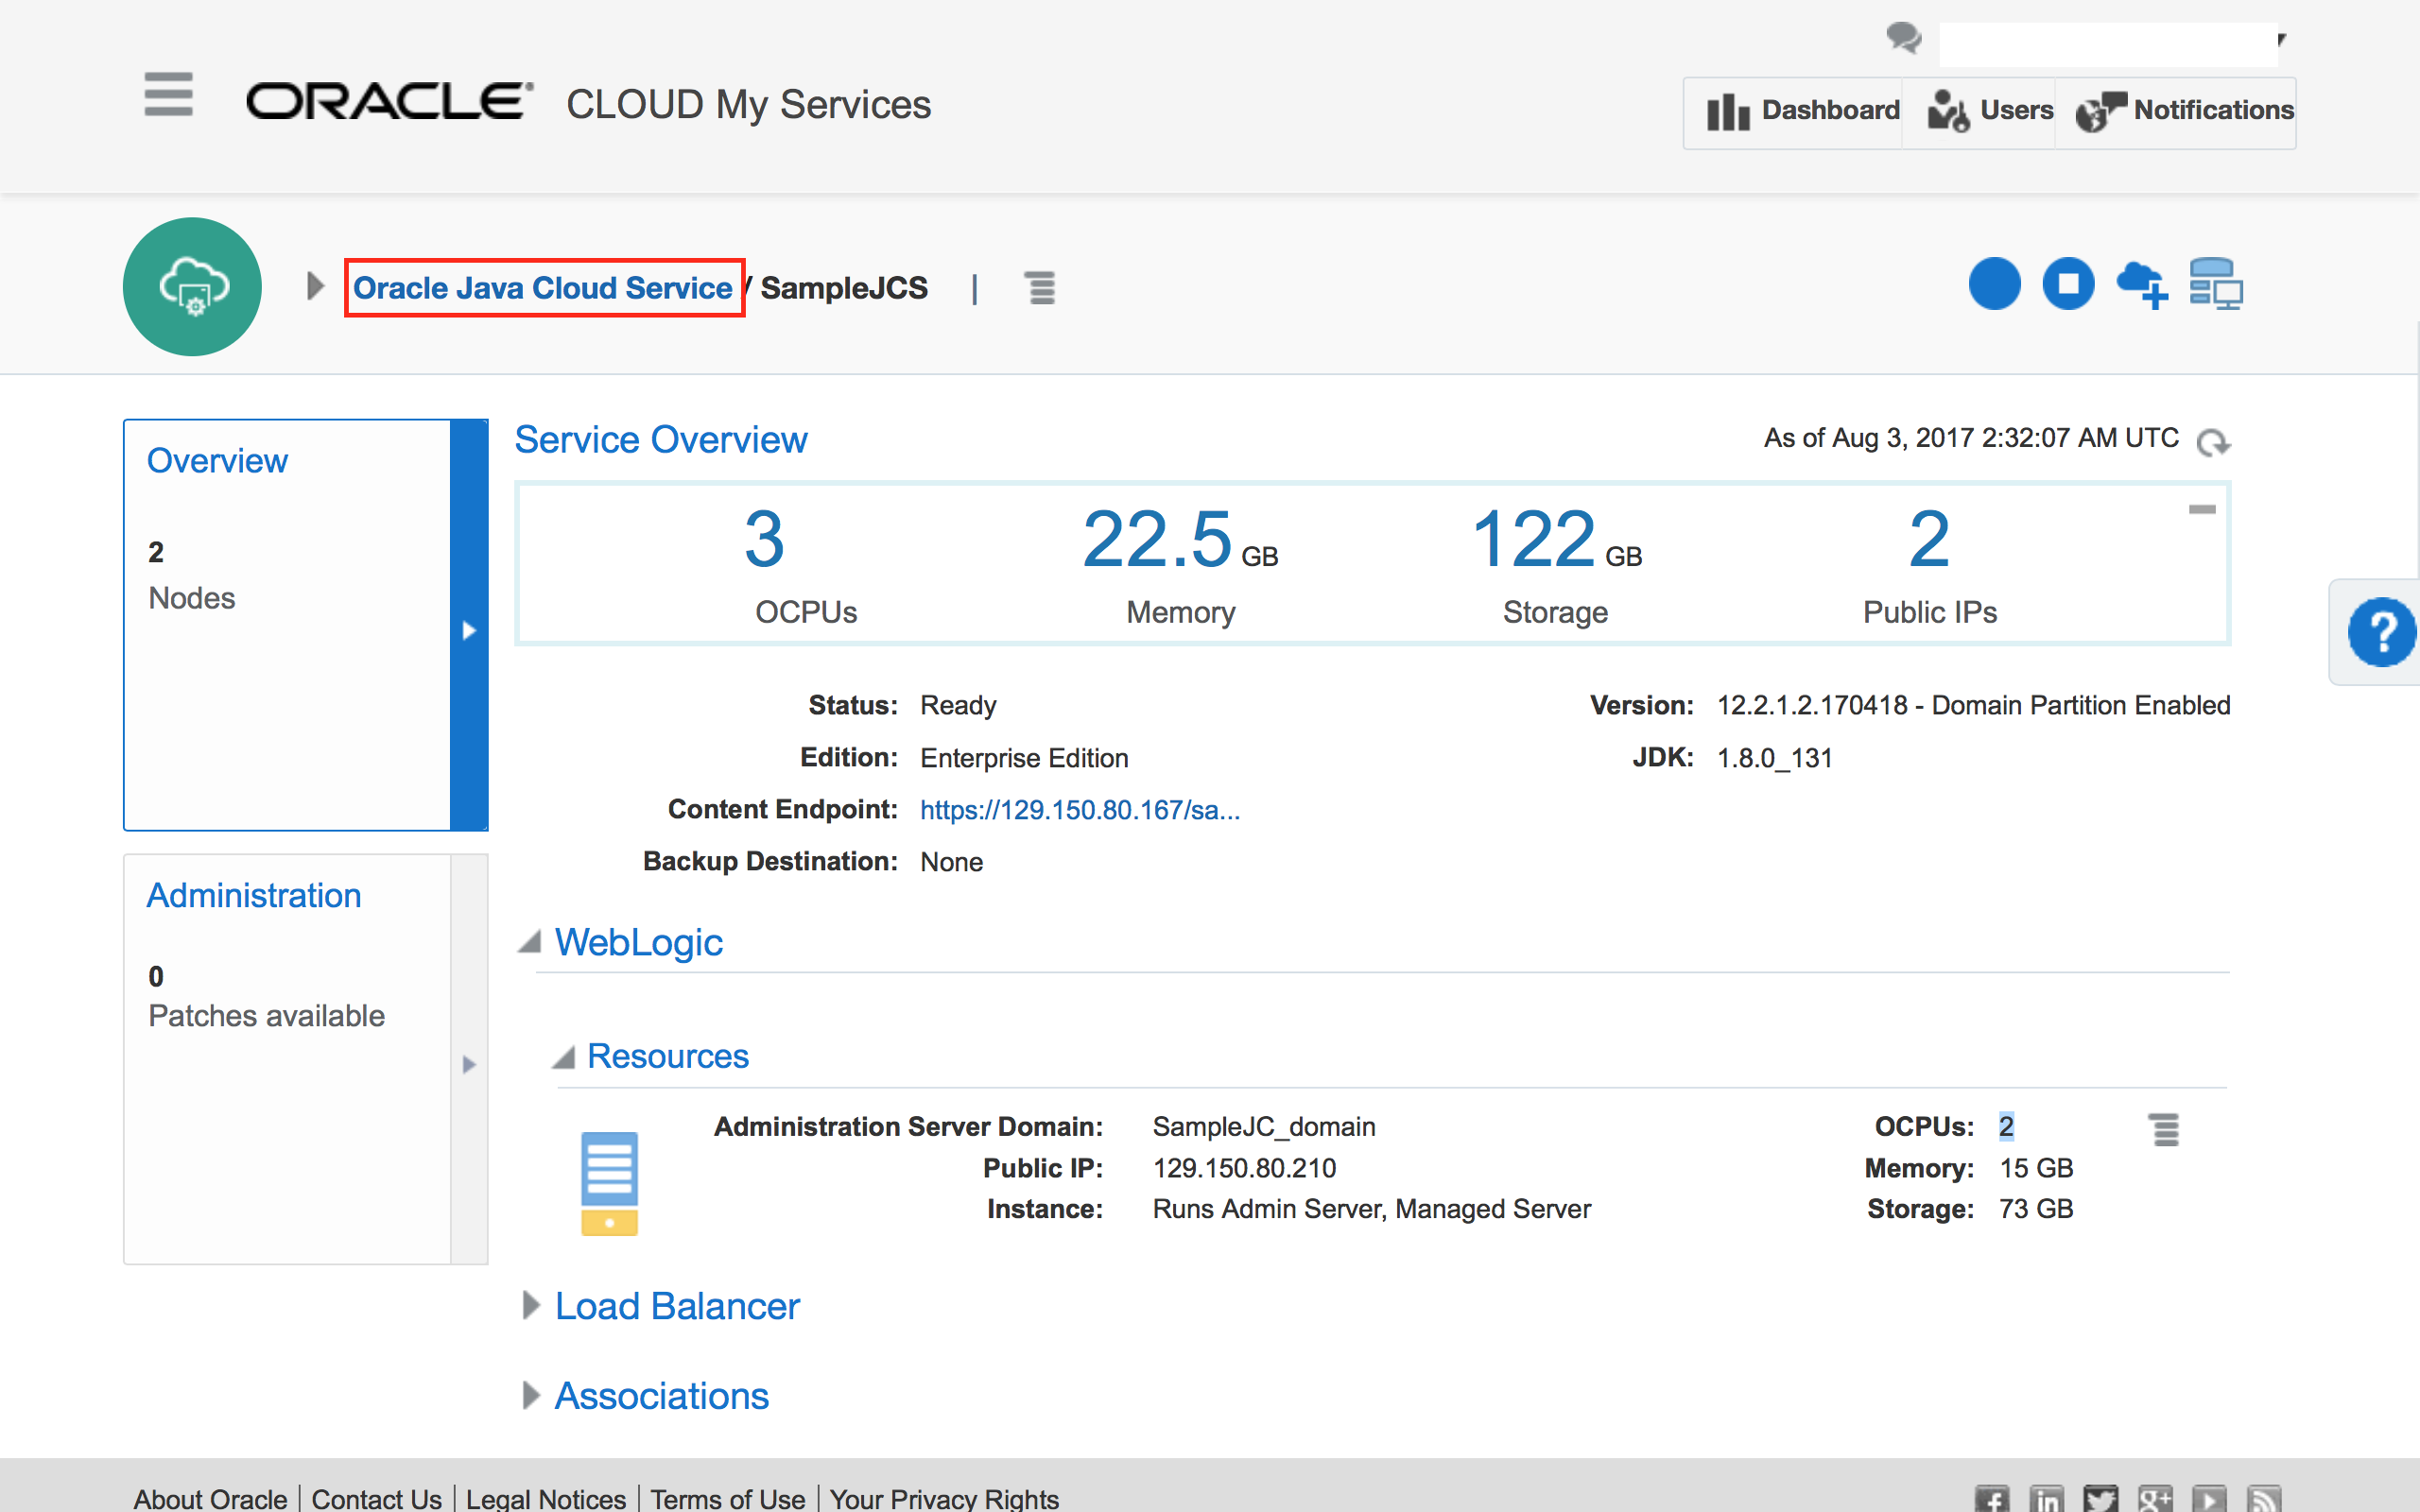 ORACLE CLOUD My Services
Dashboard Users Notifications
Oracle Java Cloud Service / SampleJCS |
Overview
2
Nodes
Administration
0
Patches available
Service Overview
As of Aug 3, 2017 2:32:07 AM UTC
3 22.5 GB 122 GB 2
OCPUs Memory Storage Public IPs
Status: Ready Version: 12.2.1.2.170418 - Domain Partition Enabled
Edition: Enterprise Edition JDK: 1.8.0_131
Content Endpoint: https://129.150.80.167/sa...
Backup Destination: None
WebLogic
Resources
Administration Server Domain: SampleJC_domain OCPUs: 2
Public IP: 129.150.80.210 Memory: 15 GB
Instance: Runs Admin Server, Managed Server Storage: 73 GB
Load Balancer
Associations
?
About Oracle | Contact Us | Legal Notices | Terms of Use | Your Privacy Rights
f in g+